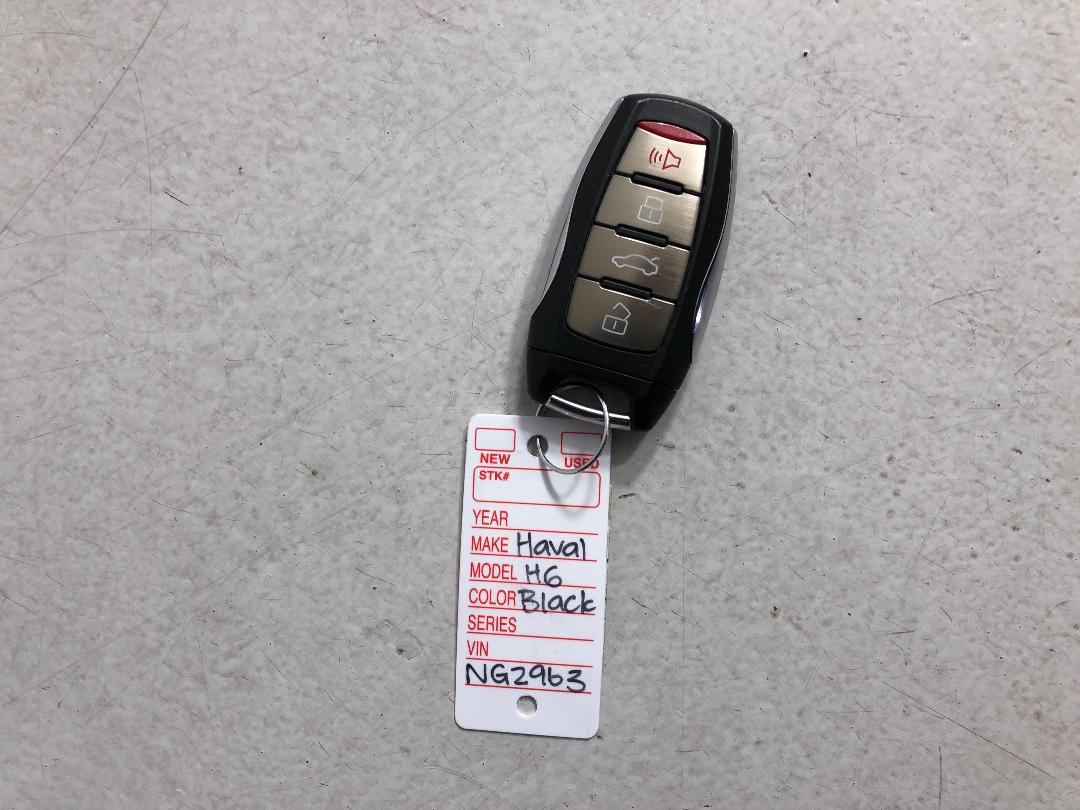 NEW USED
STK#
YEAR
MAKE Haval
MODEL H6
COLOR Black
SERIES
VIN
NG2963